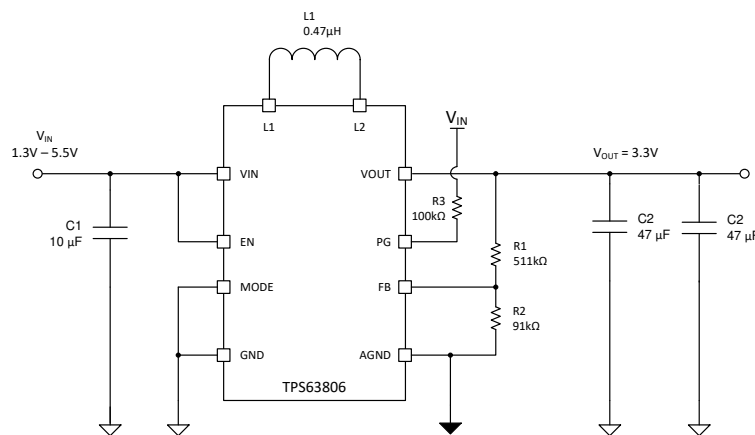 L1
0.47µH
L1
L2
VIN
1.3V – 5.5V
VIN
VOUT = 3.3V
VIN
VOUT
R3
100kΩ
C1
10 µF
C2
47 µF
C2
47 µF
EN
PG
R1
511kΩ
MODE
FB
R2
91kΩ
GND
AGND
TPS63806